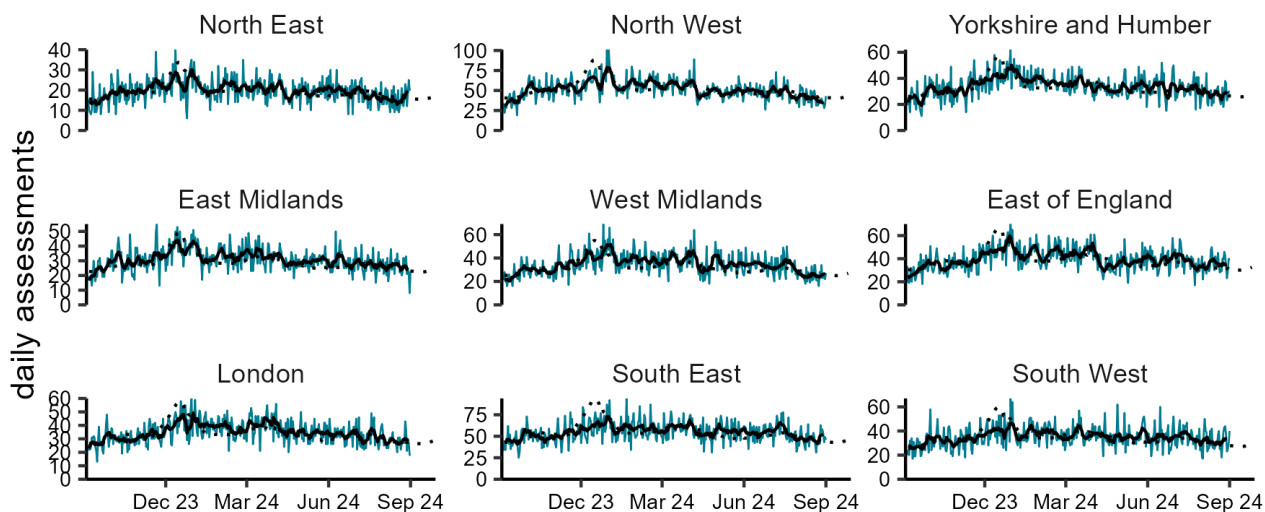 North East North West Yorkshire and Humber
40 100 60
30 75 40
20 50 20
10 25 0
0 0
East Midlands West Midlands East of England
50 60 60
40 40 40
30 20 20
20 0 0
10
0
London South East South West
60 75 60
50 50 40
40 25 20
30 0 0
20
10
0
Dec 23 Mar 24 Jun 24 Sep 24 Dec 23 Mar 24 Jun 24 Sep 24 Dec 23 Mar 24 Jun 24 Sep 24
daily assessments